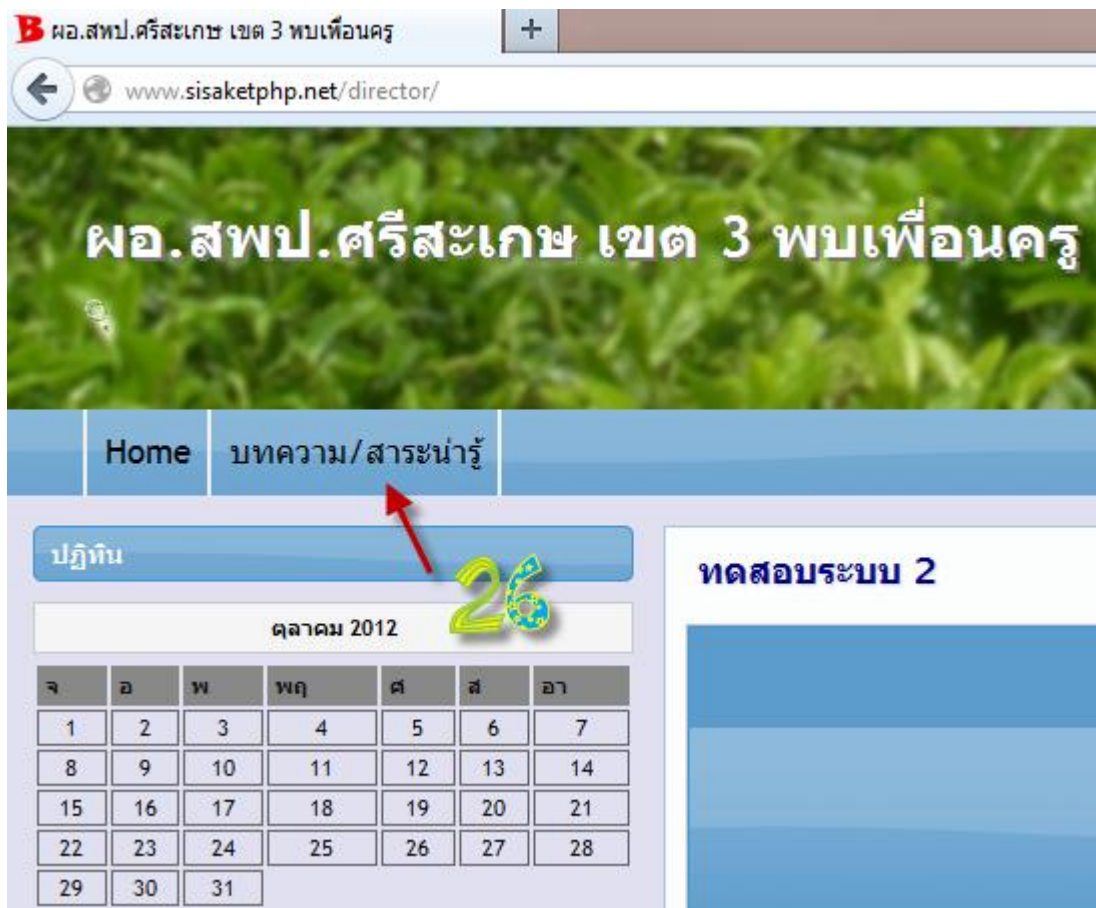 B ผอ.สพป.ศรีสะเกษ เขต 3 พบเพื่อนครู +
www.sisaketphp.net/director/
ผอ.สพป.ศรีสะเกษ เขต 3 พบเพื่อนครู
Home บทความ/สาระน่ารู้
26
ปฏิทิน
ทดสอบระบบ 2
ตุลาคม 2012
จ อ พ พฤ ศ ส อา
1 2 3 4 5 6 7
8 9 10 11 12 13 14
15 16 17 18 19 20 21
22 23 24 25 26 27 28
29 30 31